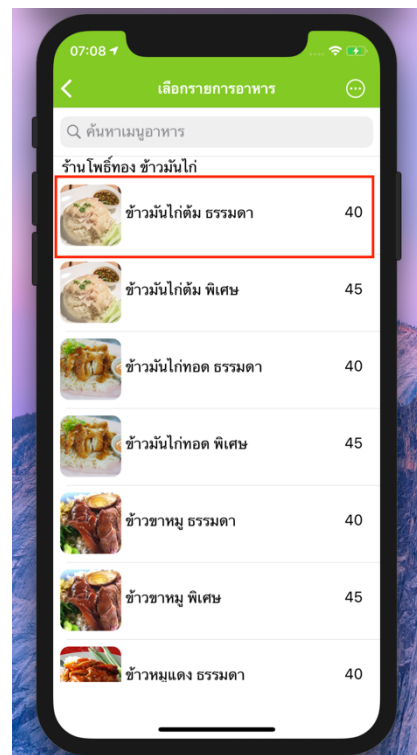 07:08
เลือกรายการอาหาร
ค้นหาเมนูอาหาร
ร้านโพธิ์ทอง ข้าวมันไก่
ข้าวมันไก่ต้ม ธรรมดา 40
ข้าวมันไก่ต้ม พิเศษ 45
ข้าวมันไก่ทอด ธรรมดา 40
ข้าวมันไก่ทอด พิเศษ 45
ข้าวขาหมู ธรรมดา 40
ข้าวขาหมู พิเศษ 45
ข้าวหมูแดง ธรรมดา 40